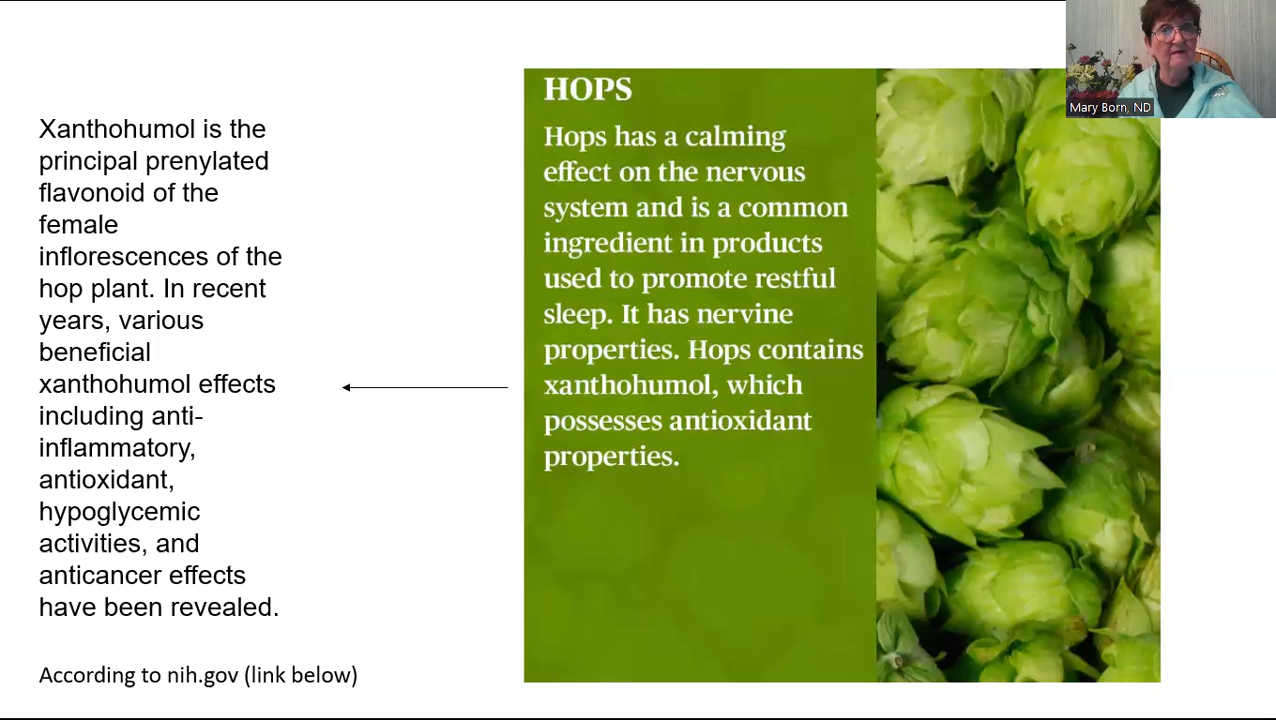 Xanthohumol is the
principal prenylated
flavonoid of the
female
inflorescences of the
hop plant. In recent
years, various
beneficial
xanthohumol effects
including anti-
inflammatory,
antioxidant,
hypoglycemic
activities, and
anticancer effects
have been revealed.
According to nih.gov (link below)
HOPS
Hops has a calming
effect on the nervous
system and is a common
ingredient in products
used to promote restful
sleep. It has nervine
properties. Hops contains
xanthohumol, which
possesses antioxidant
properties.
Mary Born, ND